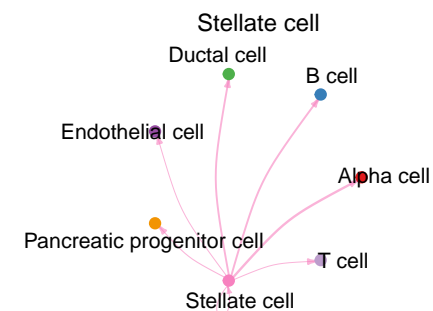 Stellate cell
Ductal cell
B cell
Endothelial cell
Alpha cell
Pancreatic progenitor cell
T cell
Stellate cell